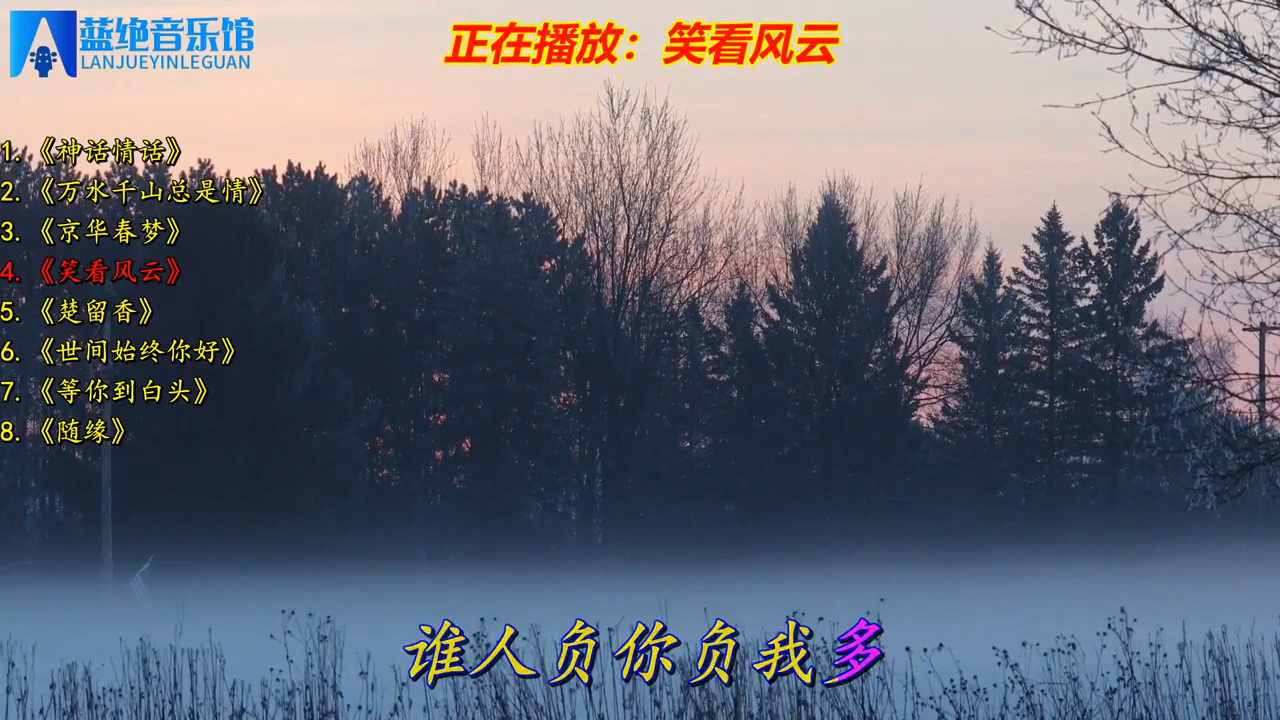 蓝绝音乐馆
LANJUEYINLEGUAN
正在播放：笑看风云
1.《神话情话》
2.《万水千山总是情》
3.《京华春梦》
4.《笑看风云》
5.《楚留香》
6.《世间始终你好》
7.《等你到白头》
8.《随缘》
谁人负你负我多